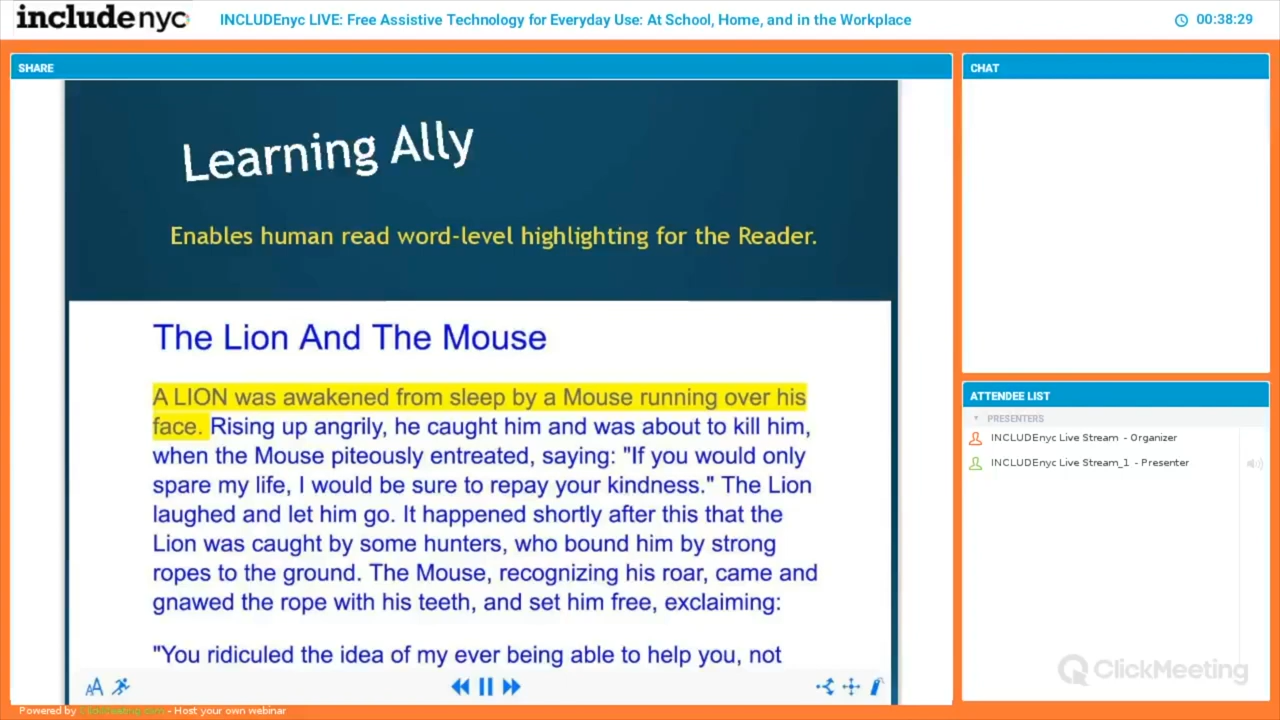 includenyc
INCLUDEnyc LIVE: Free Assistive Technology for Everyday Use: At School, Home, and in the Workplace
00:38:29
SHARE
Learning Ally
Enables human read word-level highlighting for the Reader.
The Lion And The Mouse
A LION was awakened from sleep by a Mouse running over his
face. Rising up angrily, he caught him and was about to kill him,
when the Mouse piteously entreated, saying: "If you would only
spare my life, I would be sure to repay your kindness." The Lion
laughed and let him go. It happened shortly after this that the
Lion was caught by some hunters, who bound him by strong
ropes to the ground. The Mouse, recognizing his roar, came and
gnawed the rope with his teeth, and set him free, exclaiming:
"You ridiculed the idea of my ever being able to help you, not
AA
CHAT
ATTENDEE LIST
PRESENTERS
INCLUDEnyc Live Stream - Organizer
INCLUDEnyc Live Stream_1 - Presenter
ClickMeeting
Powered by ClickMeeting.com - Host your own webinar